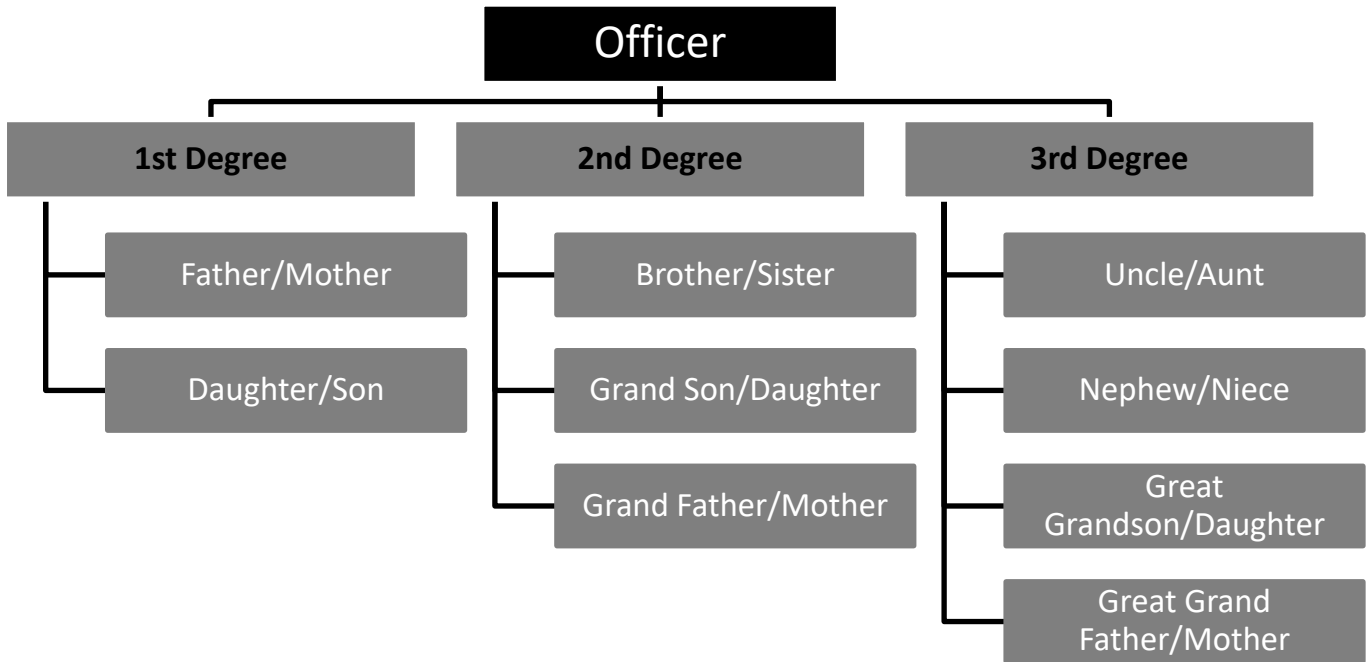 Officer
1st Degree
Father/Mother
Daughter/Son
2nd Degree
Brother/Sister
Grand Son/Daughter
Grand Father/Mother
3rd Degree
Uncle/Aunt
Nephew/Niece
Great
Grandson/Daughter
Great Grand
Father/Mother